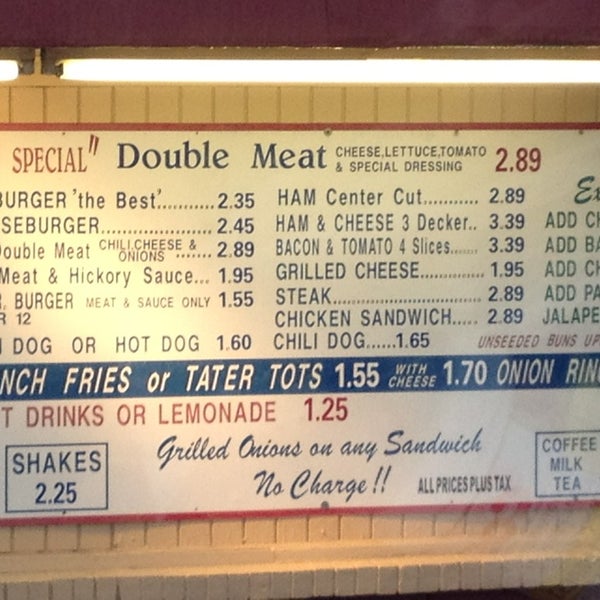 SPECIAL" Double Meat CHEESE, LETTUCE, TOMATO & SPECIAL DRESSING 2.89
BURGER 'the Best'.......... 2.35
SEBURGER...................... 2.45
Double Meat CHILI, CHEESE & ONIONS ....... 2.89
Meat & Hickory Sauce... 1.95
R, BURGER MEAT & SAUCE ONLY 1.55
R 12
DOG OR HOT DOG 1.60
HAM Center Cut............ 2.89
HAM & CHEESE 3 Decker.. 3.39
BACON & TOMATO 4 Slices...... 3.39
GRILLED CHEESE.............. 1.95
STEAK................................. 2.89
CHICKEN SANDWICH..... 2.89
CHILI DOG......1.65
Ex
ADD CH
ADD BA
ADD CH
ADD PA
JALAPE
UNSEEDED BUNS UP
NCH FRIES or TATER TOTS 1.55 WITH CHEESE 1.70 ONION RIN
T DRINKS OR LEMONADE 1.25
SHAKES
2.25
Grilled Onions on any Sandwich
No Charge!!
ALL PRICES PLUS TAX
COFFEE
MILK
TEA